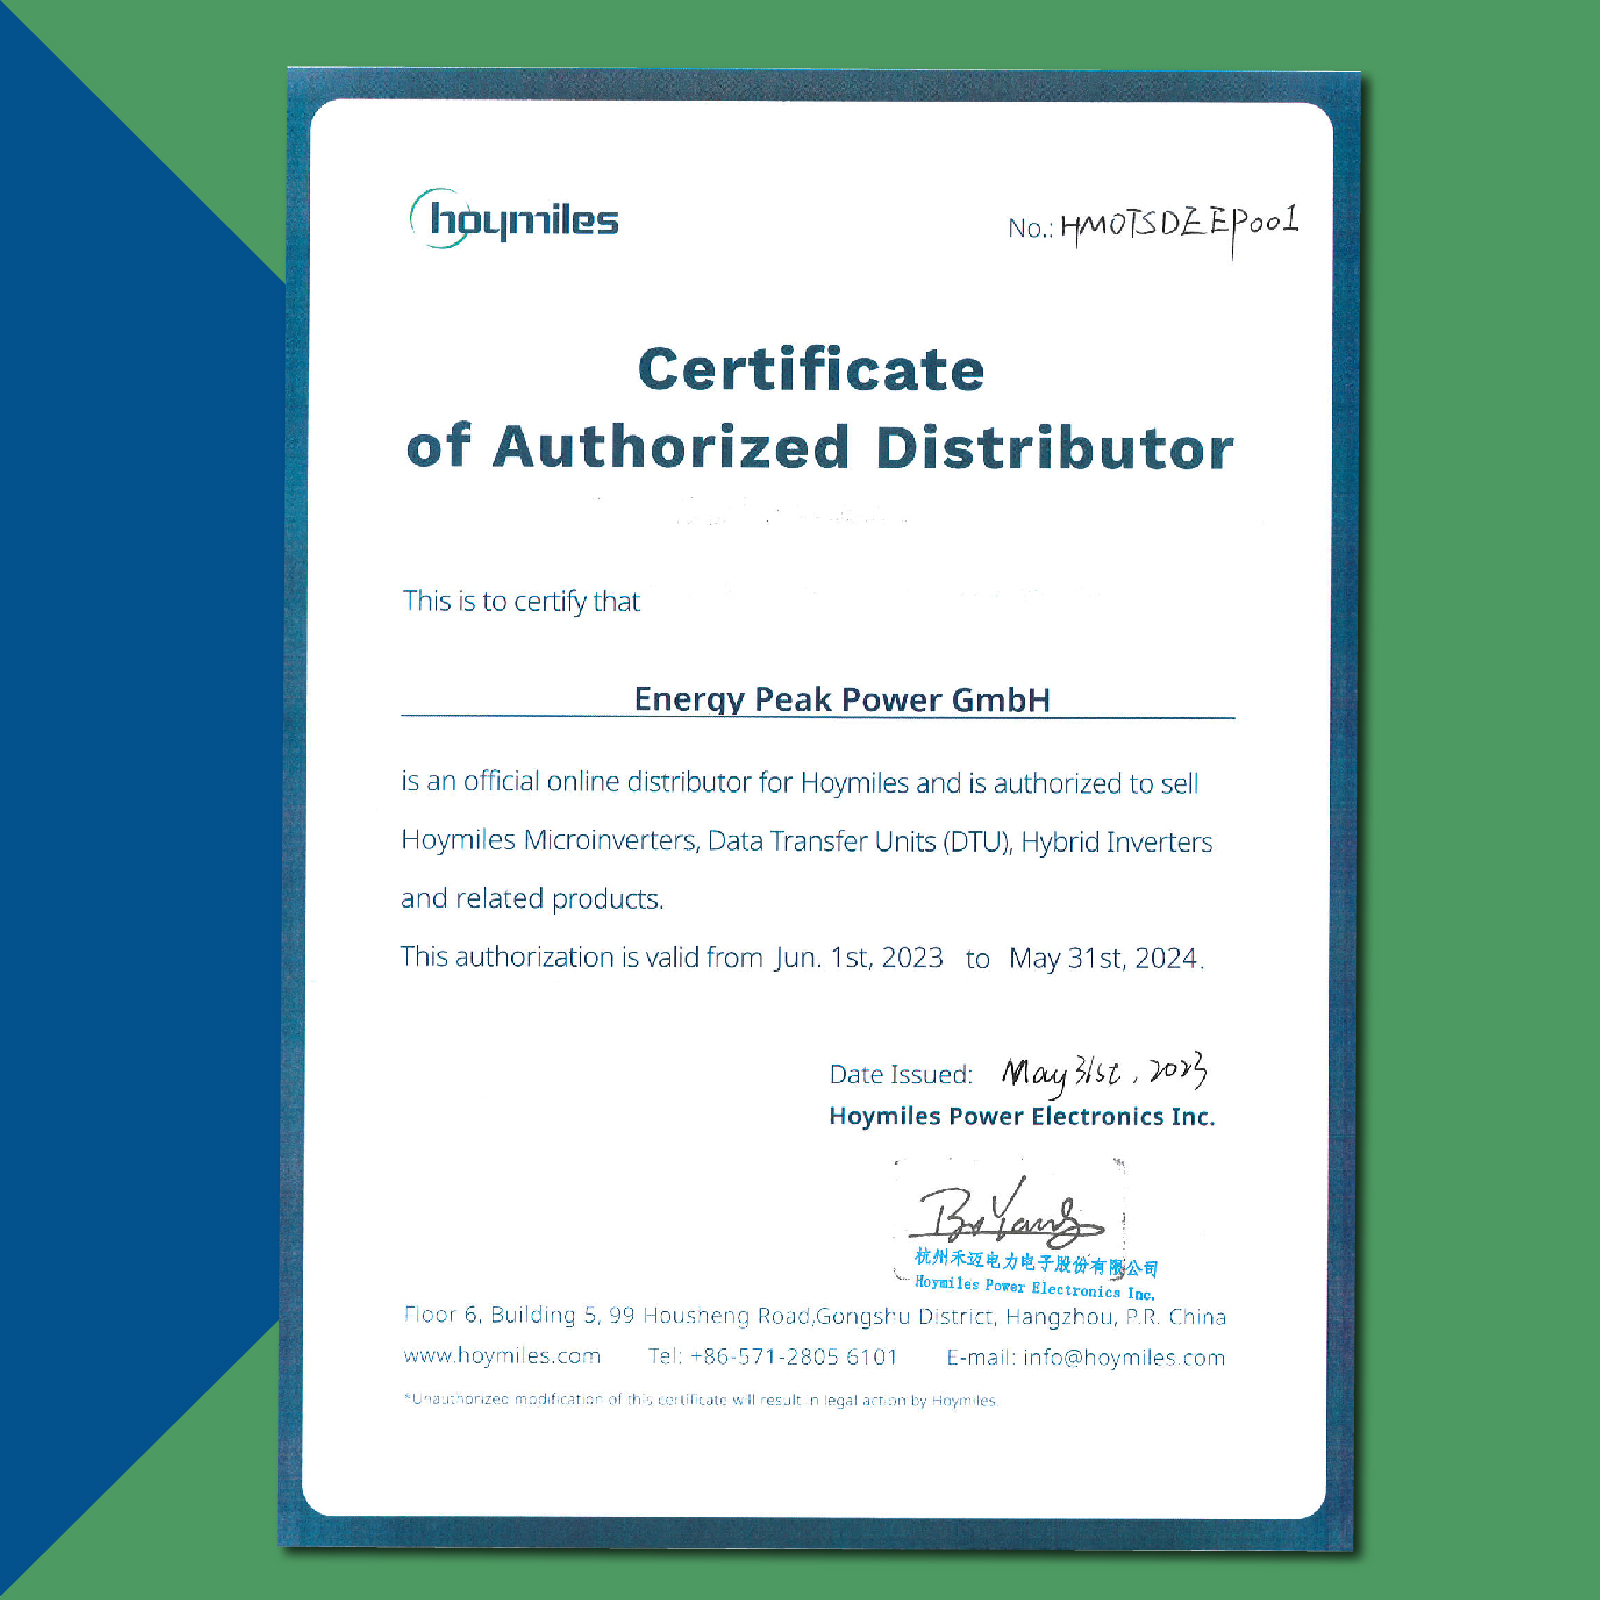 hoymiles
No.: HMOTSDEEEP001
Certificate
of Authorized Distributor
This is to certify that
Energy Peak Power GmbH
is an official online distributor for Hoymiles and is authorized to sell
Hoymiles Microinverters, Data Transfer Units (DTU), Hybrid Inverters
and related products.
This authorization is valid from Jun. 1st, 2023 to May 31st, 2024.
Date Issued: May 31st, 2023
Hoymiles Power Electronics Inc.
Bo Yang
杭州禾迈电力电子股份有限公司
Hoymiles Power Electronics Inc.
Floor 6, Building 5, 99 Housheng Road,Gongshu District, Hangzhou, P.R. China
www.hoymiles.com Tel: +86-571-2805 6101 E-mail: info@hoymiles.com
*Unauthorized modification of this certificate will result in legal action by Hoymiles